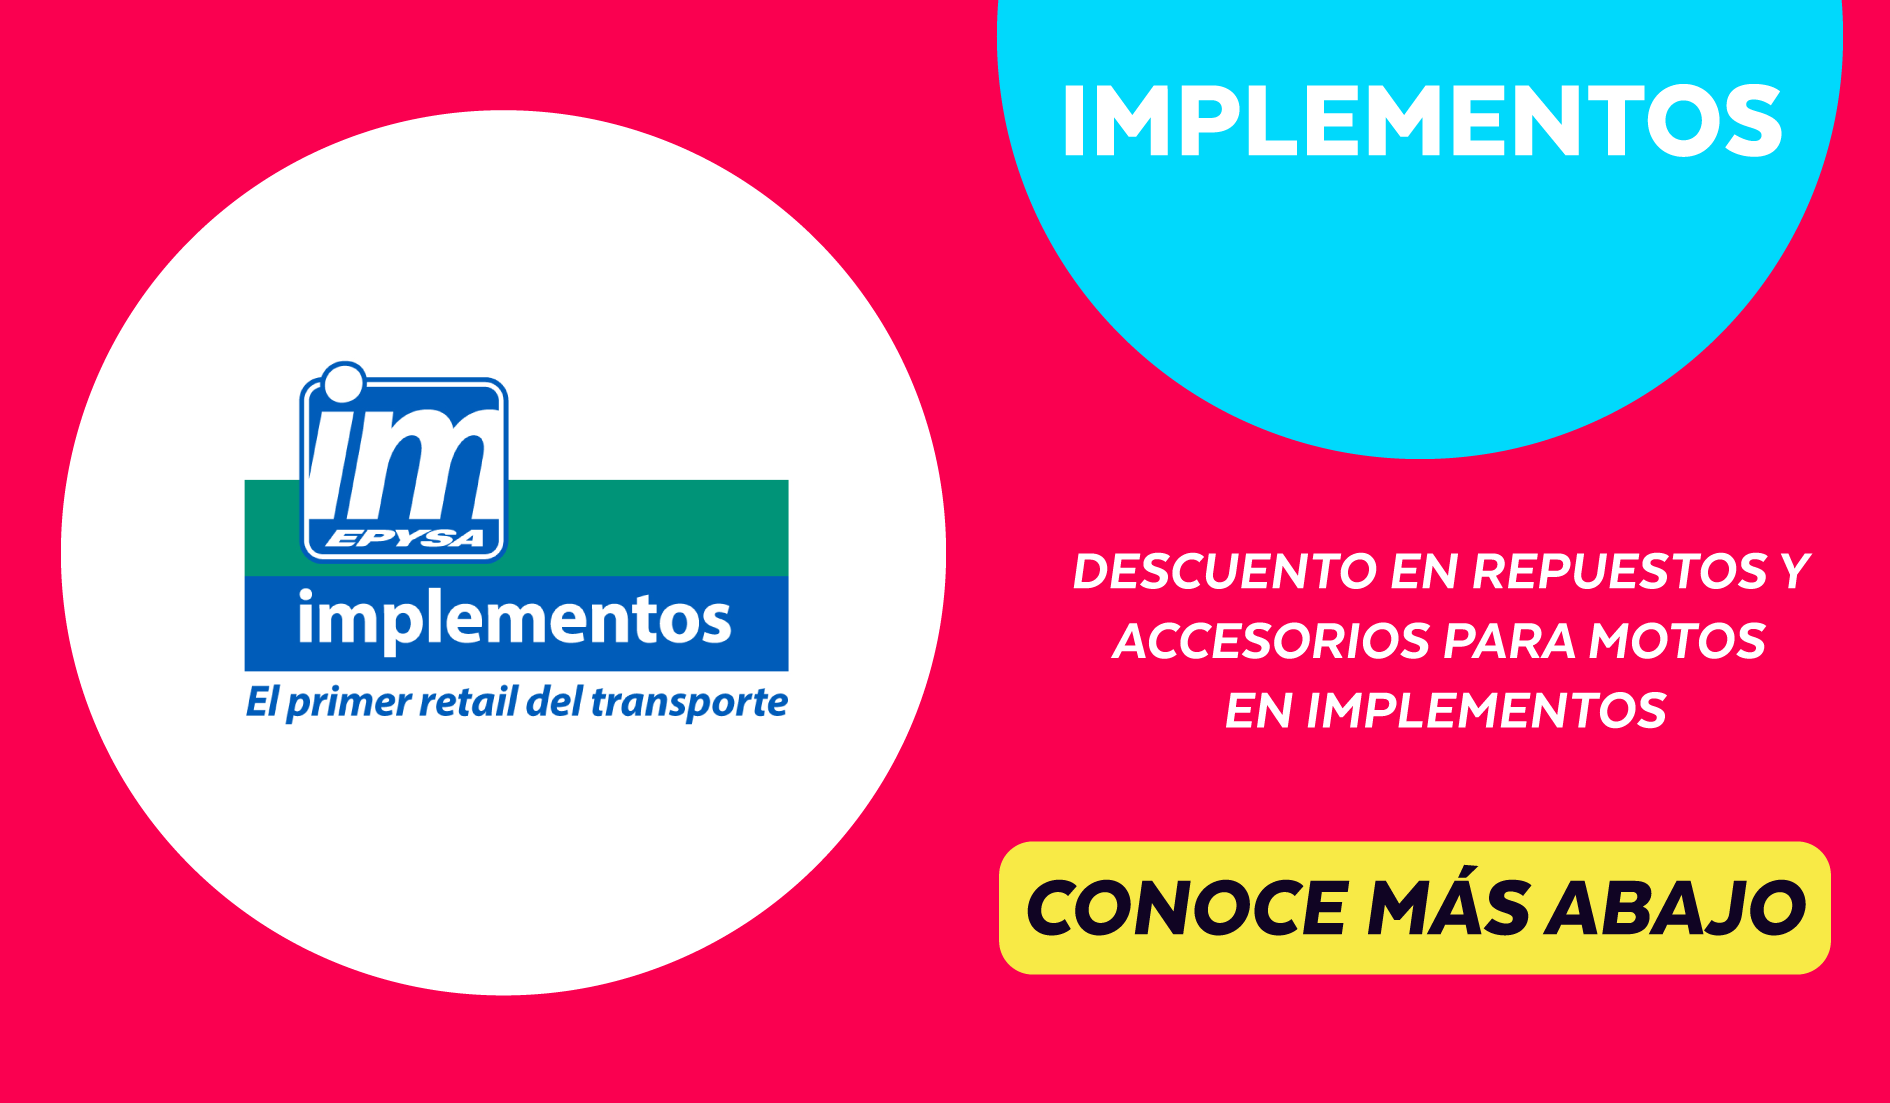 im
EPYSA
implementos
El primer retail del transporte
IMPLEMENTOS
DESCUENTO EN REPUESTOS Y
ACCESORIOS PARA MOTOS
EN IMPLEMENTOS
CONOCE MÁS ABAJO